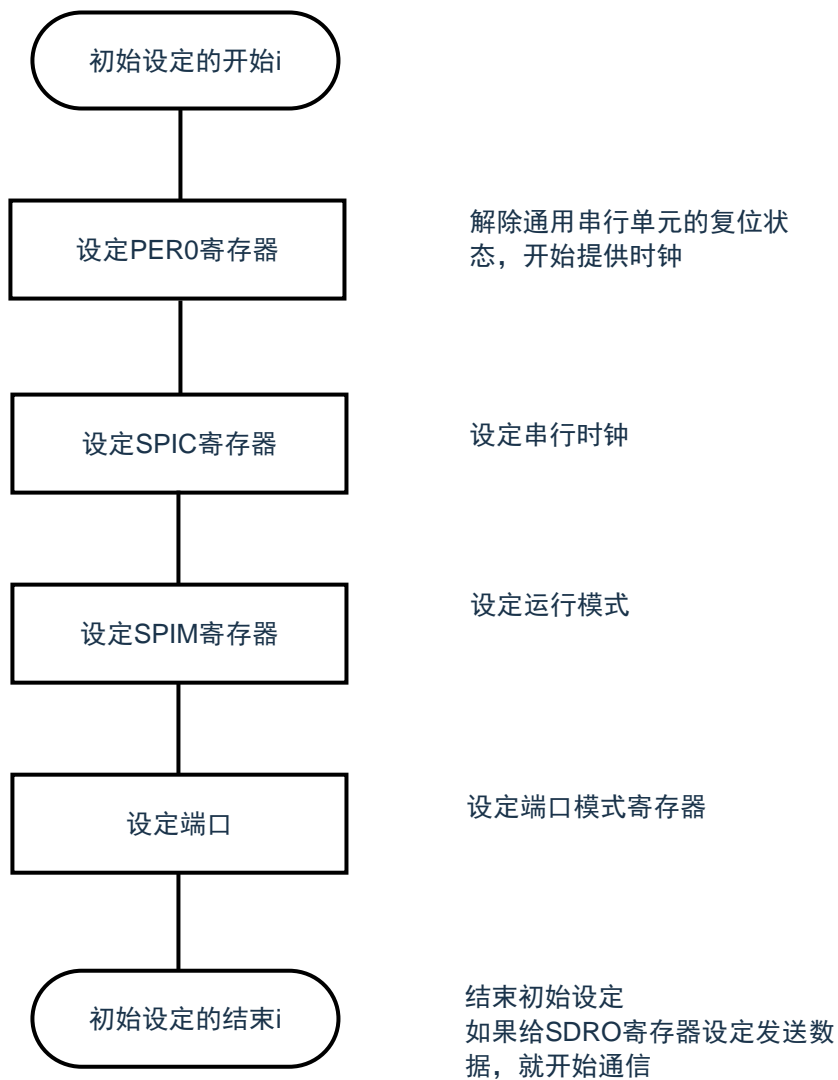 初始设定的开始i
设定PER0寄存器
解除通用串行单元的复位状
态，开始提供时钟
设定SPIC寄存器
设定串行时钟
设定SPIM寄存器
设定运行模式
设定端口
设定端口模式寄存器
初始设定的结束i
结束初始设定
如果给SDRO寄存器设定发送数
据，就开始通信